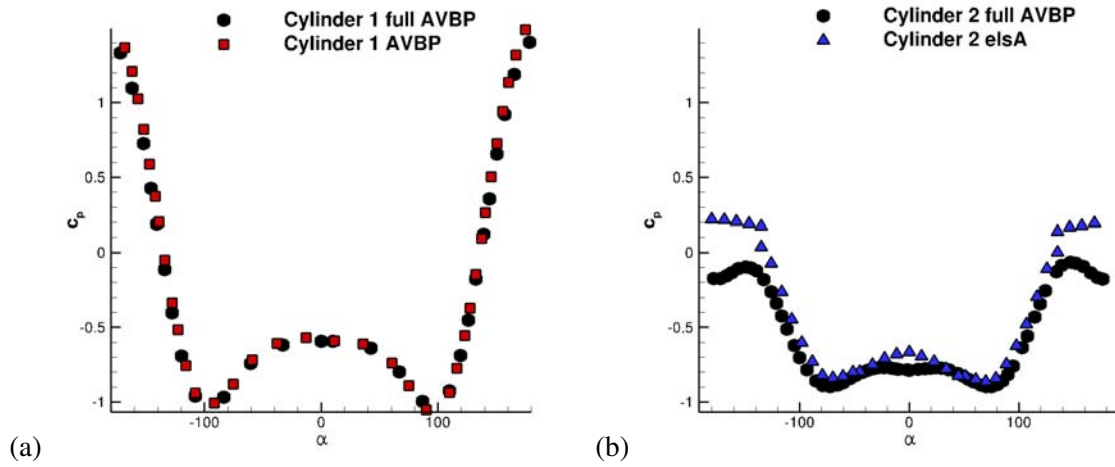 Cylinder 1 full AVBP
Cylinder 1 AVBP
1
0.5
0
-0.5
-1
c_p
-100
0
100
α
(a)
Cylinder 2 full AVBP
Cylinder 2 elsA
1
0.5
0
-0.5
-1
c_p
-100
0
100
α
(b)